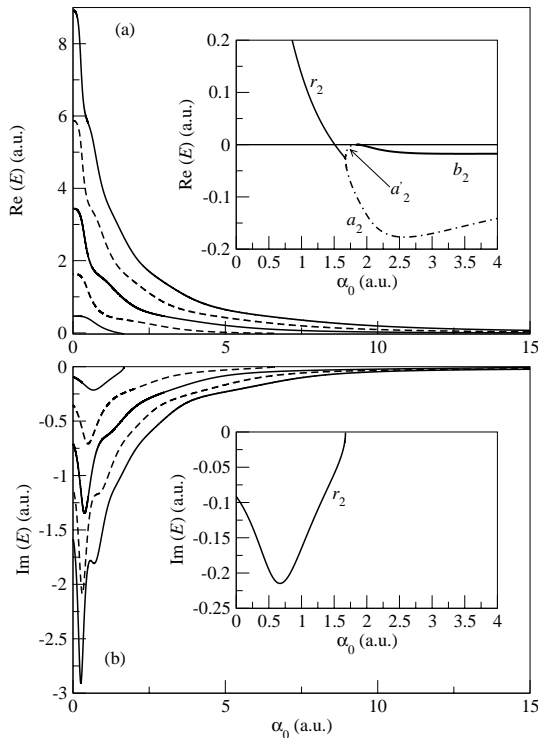 (a)
Re (E) (a.u.)
8
6
4
2
0
Re (E) (a.u.)
0.2
0.1
0
-0.1
-0.2
r2
a'2
a2
b2
0 0.5 1 1.5 2 2.5 3 3.5 4
α0 (a.u.)
0 5 10 15
(b)
Im (E) (a.u.)
0
-0.5
-1
-1.5
-2
-2.5
-3
Im (E) (a.u.)
0
-0.05
-0.1
-0.15
-0.2
-0.25
r2
0 0.5 1 1.5 2 2.5 3 3.5 4
α0 (a.u.)
0 5 10 15
α0 (a.u.)